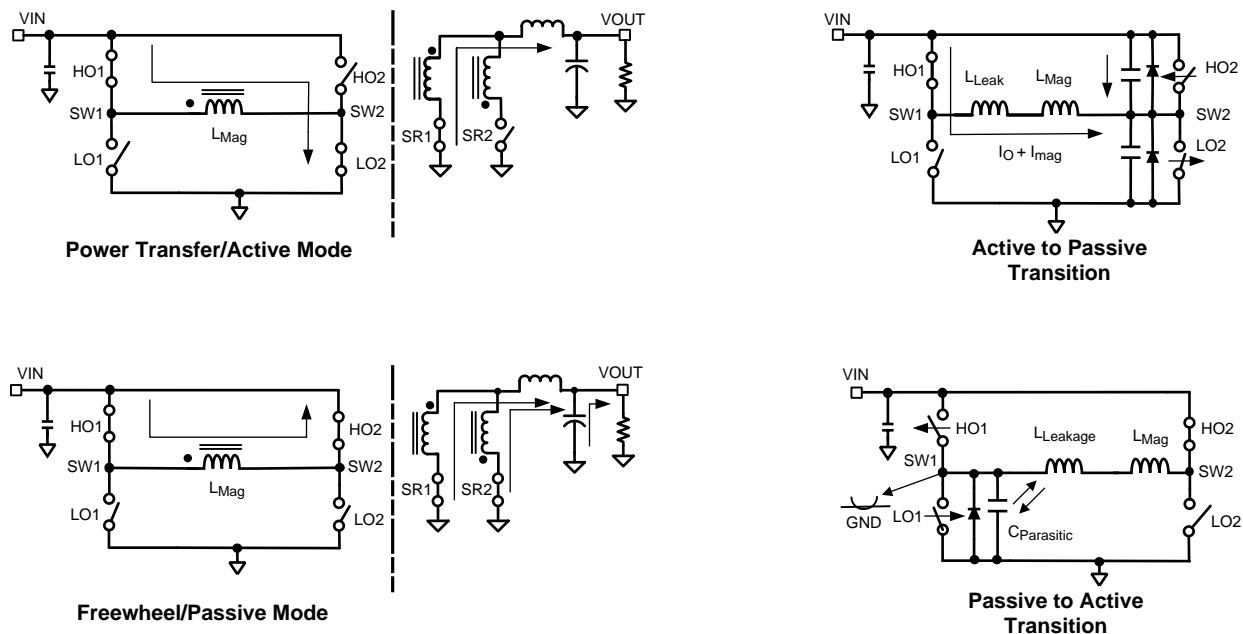 VIN
HO1
HO2
SW1
SW2
LMag
LO1
LO2
SR1
SR2
VOUT
Power Transfer/Active Mode
VIN
HO1
HO2
LLeak
LMag
SW1
SW2
LO1
LO2
IO + Imag
Active to Passive
Transition
VIN
HO1
HO2
SW1
SW2
LMag
LO1
LO2
SR1
SR2
VOUT
Freewheel/Passive Mode
VIN
HO1
HO2
LLeakage
LMag
SW1
SW2
GND
LO1
LO2
CParasitic
Passive to Active
Transition